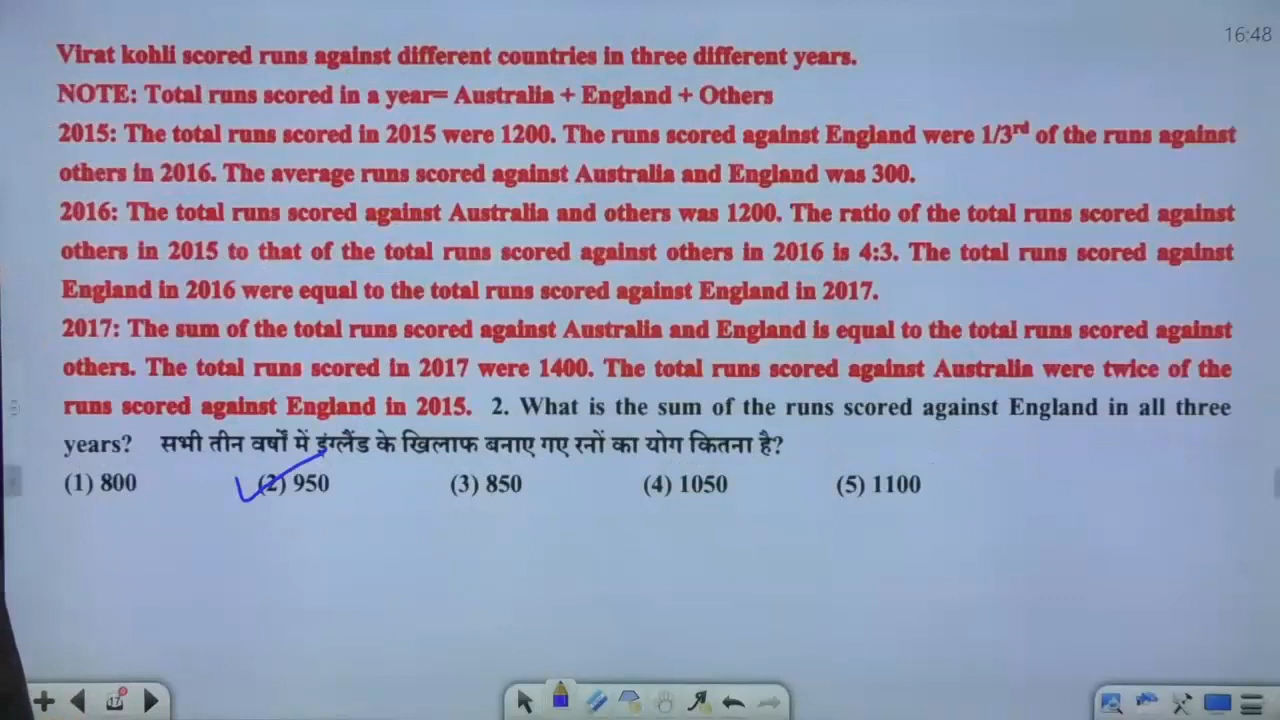 16:48
Virat kohli scored runs against different countries in three different years.
NOTE: Total runs scored in a year= Australia + England + Others
2015: The total runs scored in 2015 were 1200. The runs scored against England were 1/3rd of the runs against
others in 2016. The average runs scored against Australia and England was 300.
2016: The total runs scored against Australia and others was 1200. The ratio of the total runs scored against
others in 2015 to that of the total runs scored against others in 2016 is 4:3. The total runs scored against
England in 2016 were equal to the total runs scored against England in 2017.
2017: The sum of the total runs scored against Australia and England is equal to the total runs scored against
others. The total runs scored in 2017 were 1400. The total runs scored against Australia were twice of the
runs scored against England in 2015. 2. What is the sum of the runs scored against England in all three
years? सभी तीन वर्षों में इंग्लैंड के खिलाफ बनाए गए रनों का योग कितना है?
(1) 800 (2) 950 (3) 850 (4) 1050 (5) 1100
17